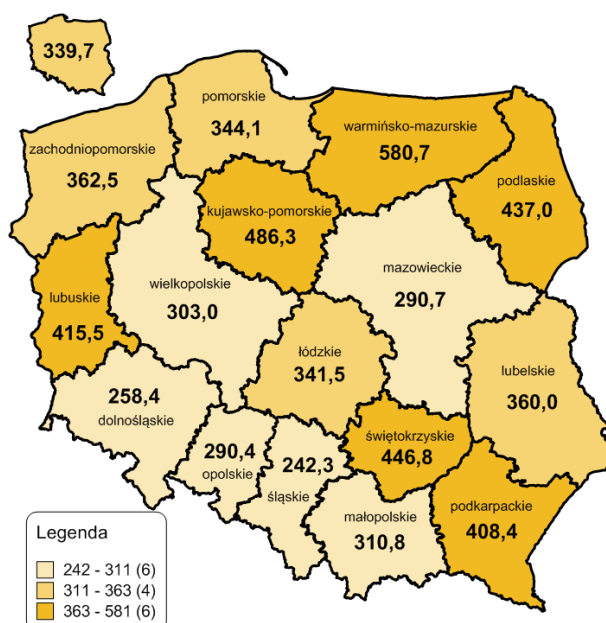 339,7
pomorskie
344,1
warmińsko-mazurskie
580,7
zachodniopomorskie
362,5
podlaskie
437,0
kujawsko-pomorskie
486,3
mazowieckie
290,7
wielkopolskie
303,0
lubuskie
415,5
łódzkie
341,5
lubelskie
360,0
258,4
dolnośląskie
świętokrzyskie
446,8
290,4
opolskie
242,3
śląskie
podkarpackie
408,4
małopolskie
310,8
Legenda
242 - 311 (6)
311 - 363 (4)
363 - 581 (6)